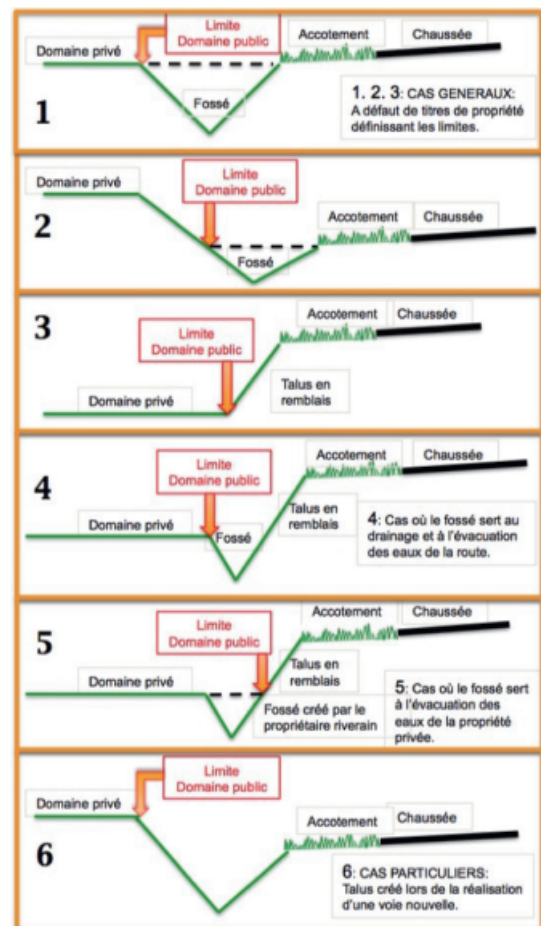 Limite
Domaine public
Domaine privé
Accotement
Chaussée
Fossé
1
1. 2. 3: CAS GENERAUX:
A défaut de titres de propriété
définissant les limites.
Domaine privé
Limite
Domaine public
2
Accotement
Chaussée
Fossé
3
Accotement
Chaussée
Limite
Domaine public
Talus en
remblais
Domaine privé
Accotement
Chaussée
4
Limite
Domaine public
Talus en
remblais
Domaine privé
Fossé
4: Cas où le fossé sert au
drainage et à l'évacuation
des eaux de la route.
5
Accotement
Chaussée
Limite
Domaine public
Talus en
remblais
Domaine privé
Fossé créé par le
propriétaire riverain
5: Cas où le fossé sert
à l'évacuation des
eaux de la propriété
privée.
Limite
Domaine public
Domaine privé
Accotement
Chaussée
6
6: CAS PARTICULIERS:
Talus créé lors de la réalisation
d'une voie nouvelle.